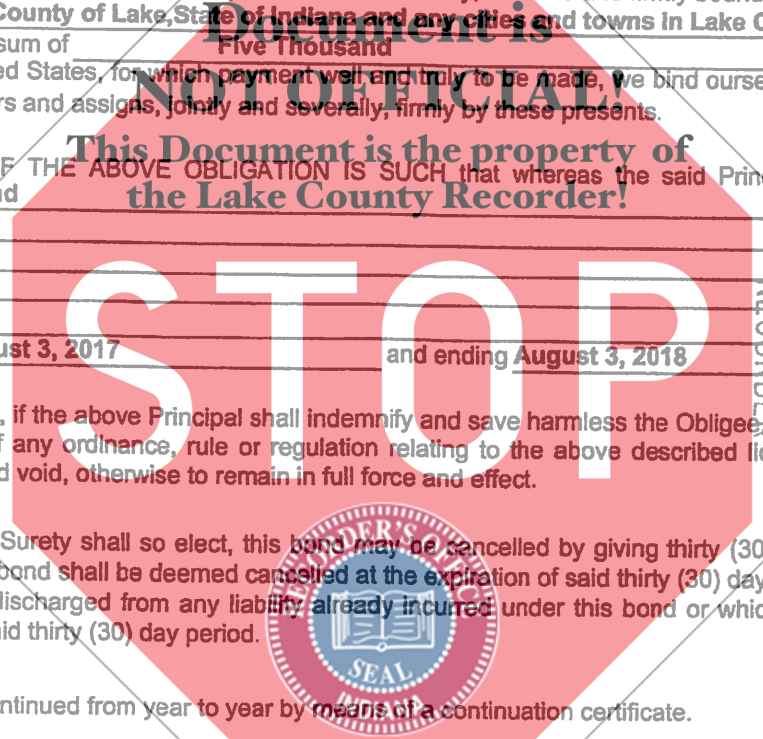 County of Lake, State of Indiana and any cities and towns in Lake C
Document is
sum of Five Thousand
ed States, for which payment well and truly to be made, we bind ourse
NOT OFFICIAL!
rs and assigns, jointly and severally, firmly by these presents.
This Document is the property of
F THE ABOVE OBLIGATION IS SUCH that whereas the said Prin
the Lake County Recorder!
STOP
ust 3, 2017 and ending August 3, 2018
, if the above Principal shall indemnify and save harmless the Obligee
f any ordinance, rule or regulation relating to the above described li
d void, otherwise to remain in full force and effect.
RECORDER'S OFFICE
Surety shall so elect, this bond may be cancelled by giving thirty (30
bond shall be deemed cancelled at the expiration of said thirty (30) day
discharged from any liability already incurred under this bond or whic
id thirty (30) day period.
SEAL
INDIANA
ntinued from year to year by means of a continuation certificate.